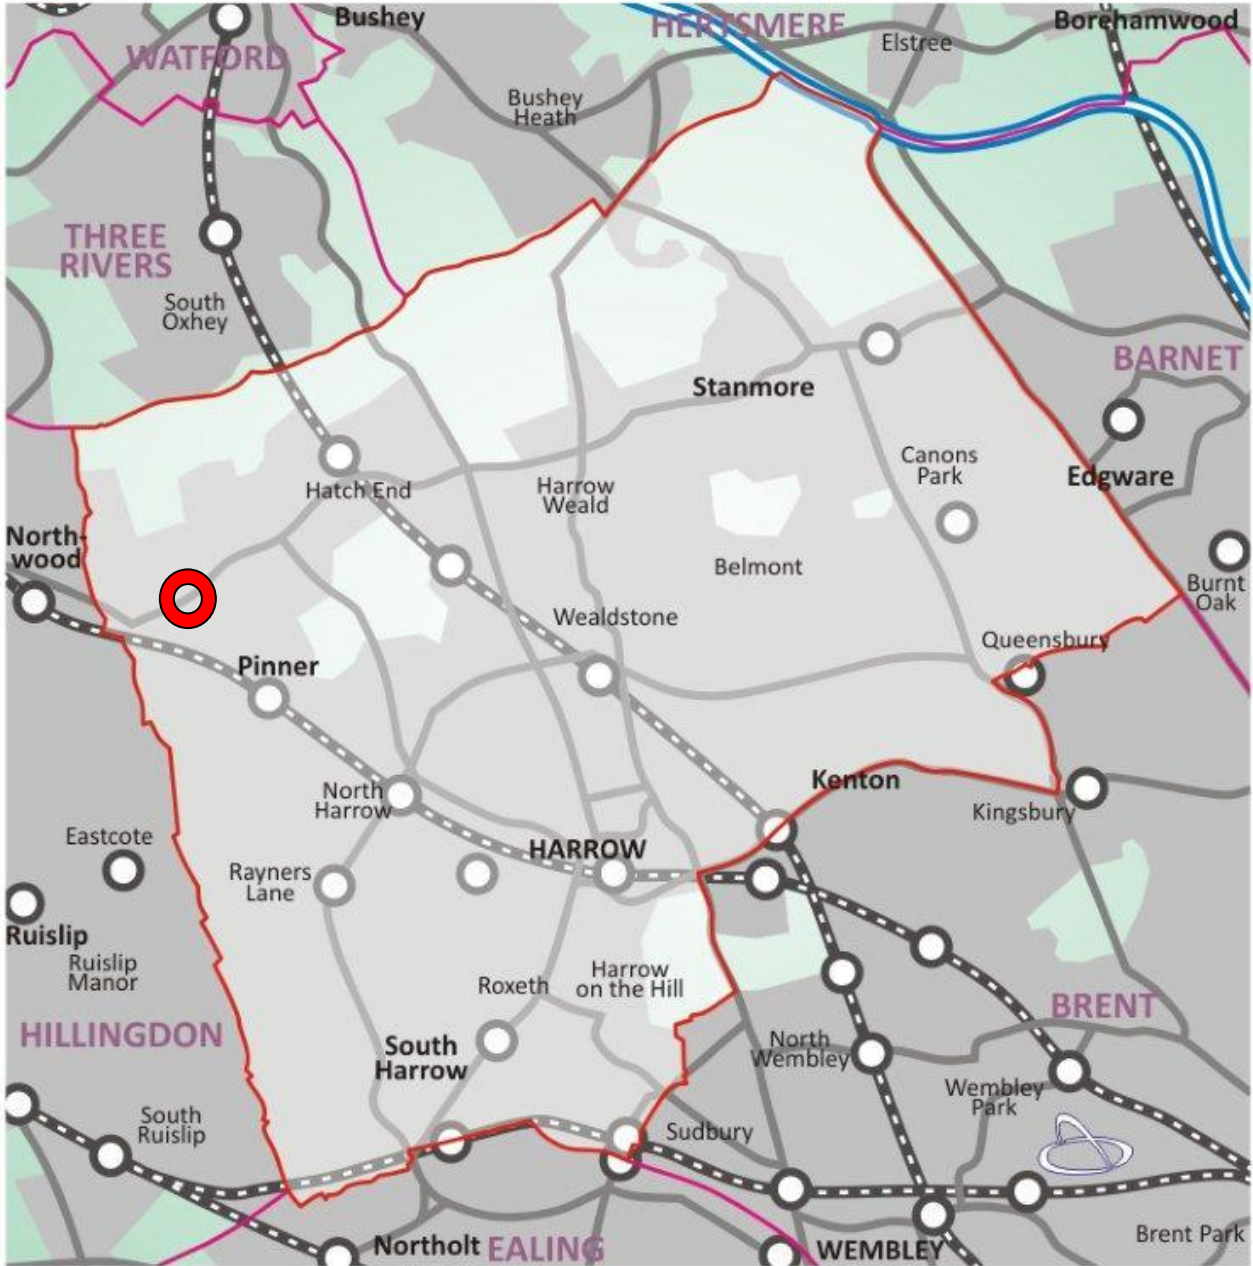 Bushey
HERTSMERE
Borehamwood
Elstree
WATFORD
Bushey
Heath
THREE
RIVERS
South
Oxhey
BARNET
Stanmore
Canons
Park
Edgware
Hatch End
Harrow
Weald
North-
wood
Belmont
Burnt
Oak
Wealdstone
Queensbury
Pinner
Kenton
North
Harrow
Kingsbury
Eastcote
HARROW
Rayners
Lane
Ruislip
Ruislip
Manor
Roxeth
Harrow
on the Hill
BRENT
HILLINGDON
South
Harrow
North
Wembley
Wembley
Park
South
Ruislip
Sudbury
Brent Park
Northolt
EALING
WEMBLEY